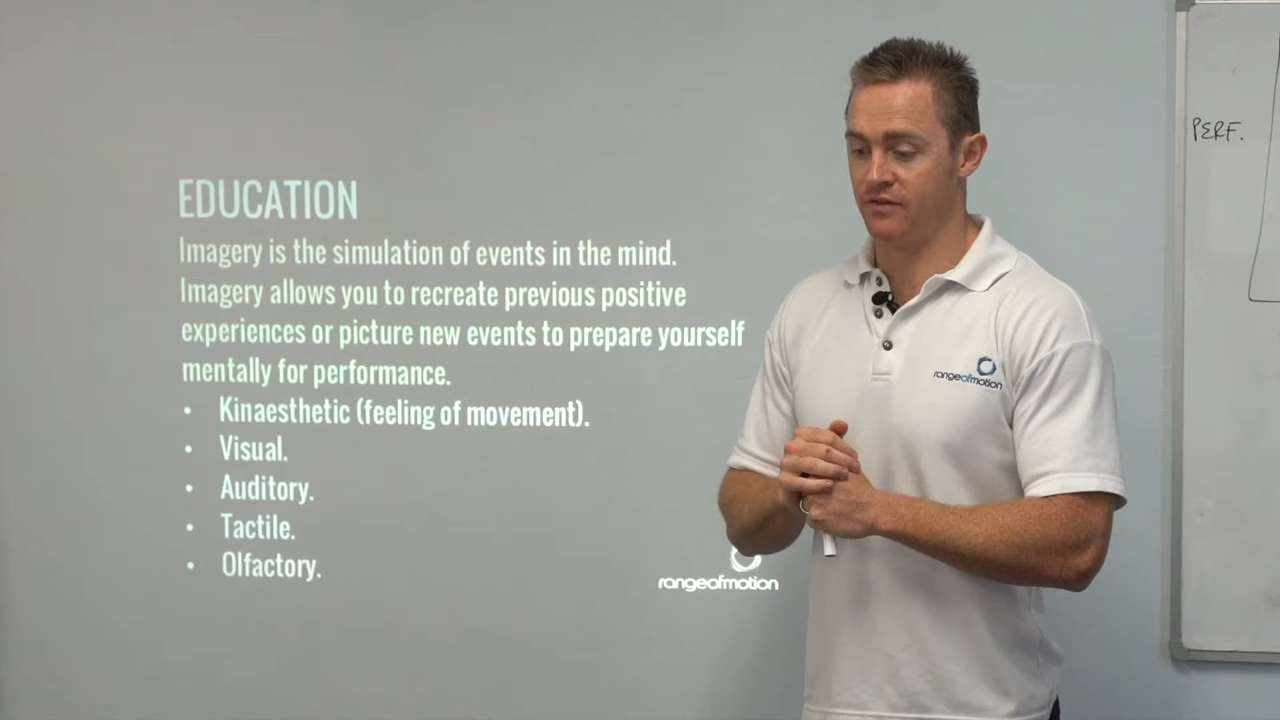 EDUCATION
Imagery is the simulation of events in the mind.
Imagery allows you to recreate previous positive
experiences or picture new events to prepare yourself
mentally for performance.
• Kinaesthetic (feeling of movement).
• Visual.
• Auditory.
• Tactile.
• Olfactory.
rangeofmotion
rangeofmotion
PERF.